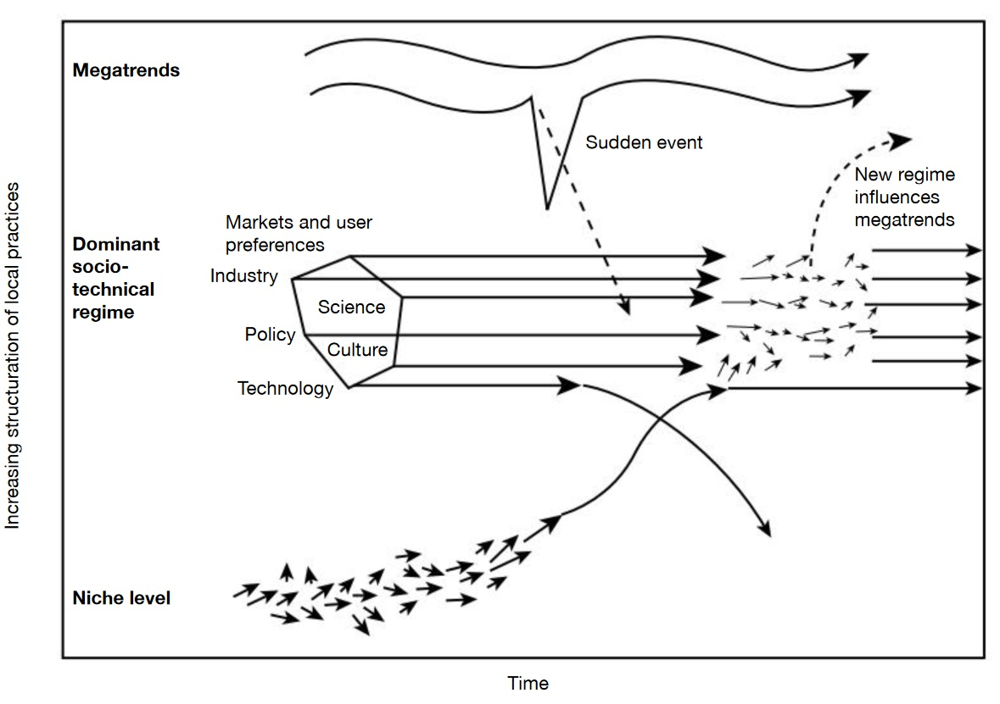 Megatrends
Sudden event
New regime
influences
megatrends
Markets and user
preferences
Dominant
socio-
technical
regime
Industry
Science
Policy
Culture
Technology
Niche level
Increasing structuration of local practices
Time